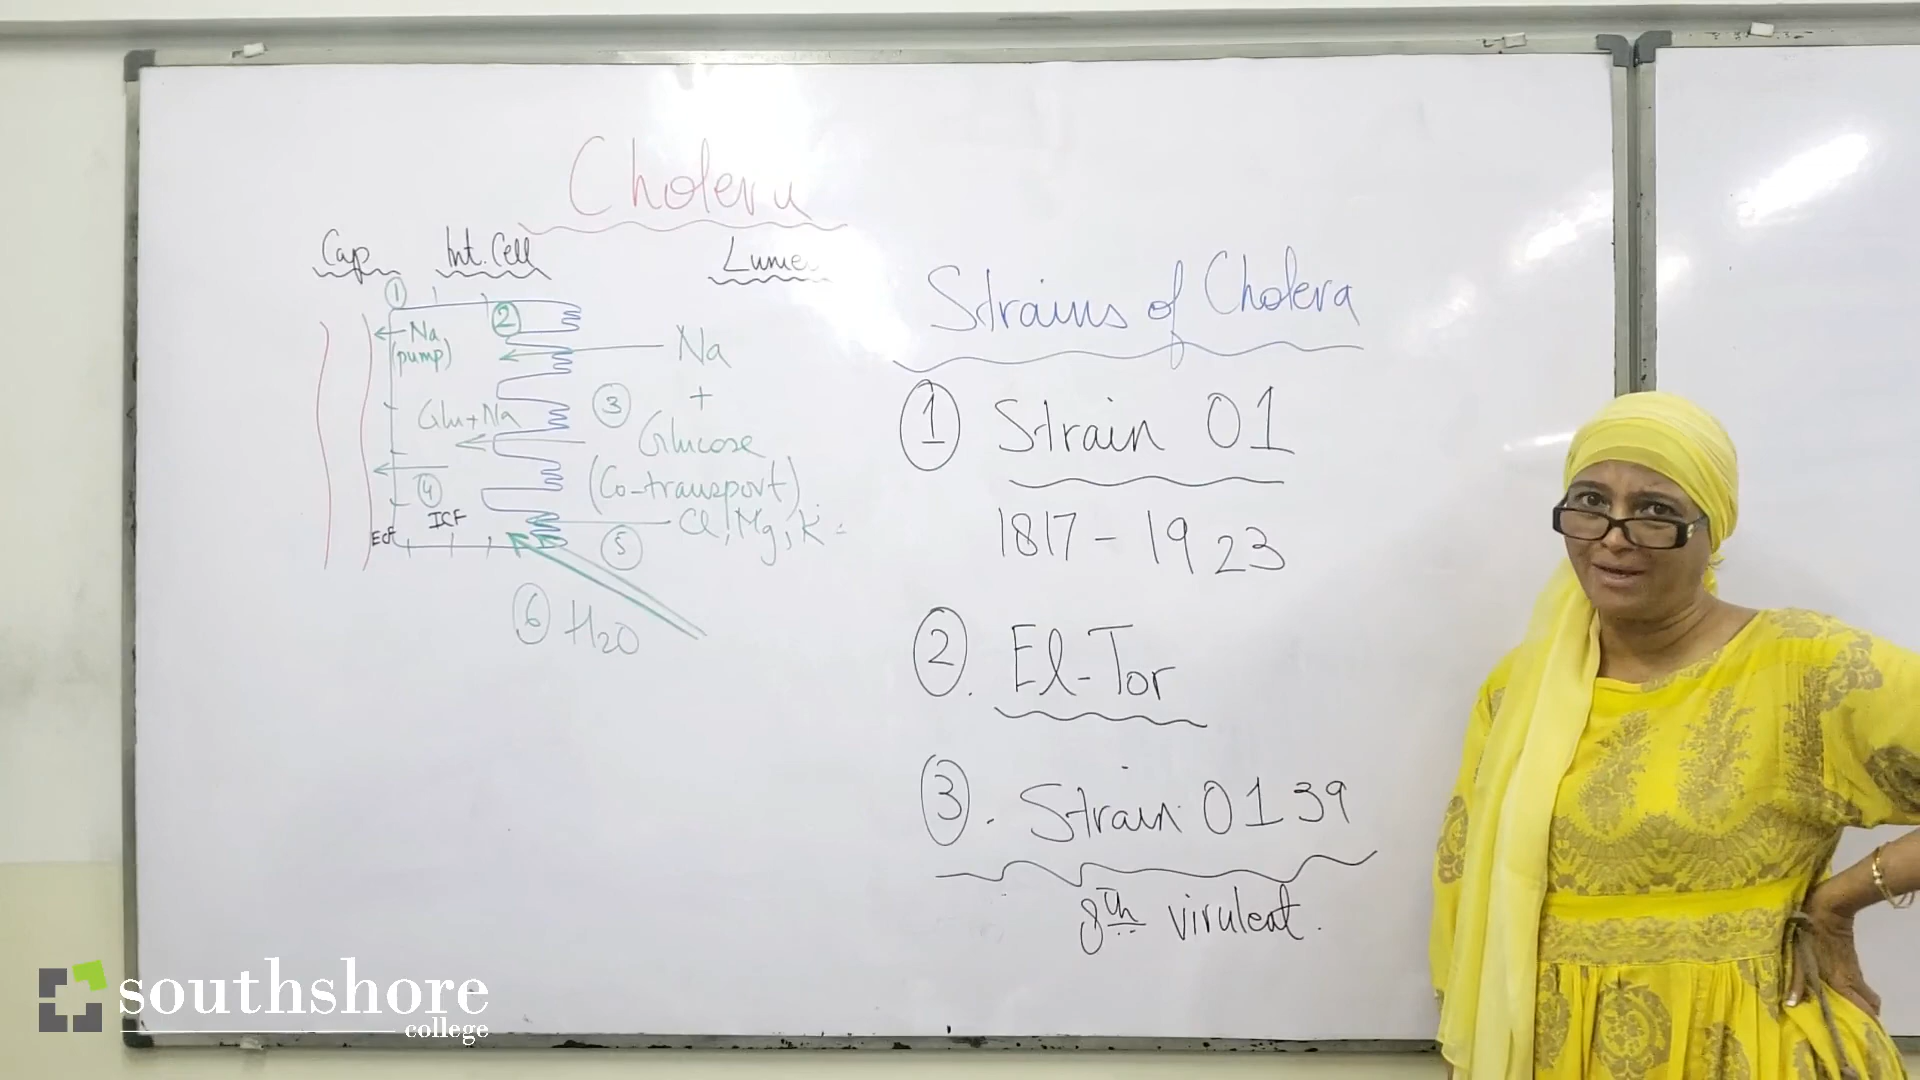 Cholera
Cap
Int. Cell
Lumen
1
2
Na
(pump)
Na
+
Glu+Na
3
Glucose
(Co-transport)
4
ICF
ECF
5
Cl, Mg, K
6 H2O
Strains of Cholera
1 Strain 01
1817 - 1923
2. El-Tor
3. Strain 0139
8th virulent.
southshore
college